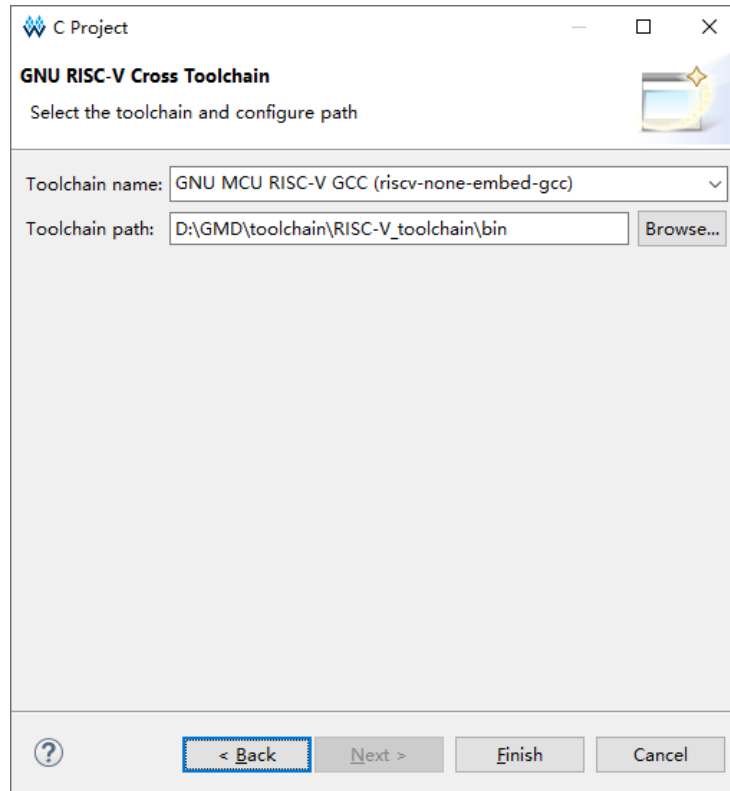 C Project
GNU RISC-V Cross Toolchain
Select the toolchain and configure path
Toolchain name: GNU MCU RISC-V GCC (riscv-none-embed-gcc)
Toolchain path: D:\GMD\toolchain\RISC-V_toolchain\bin Browse...
? < Back Next > Finish Cancel